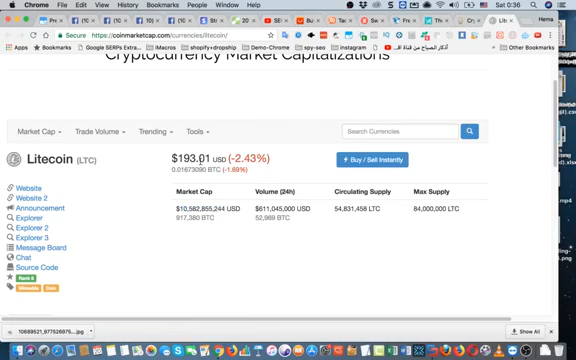 Chrome File Edit View History Bookmarks People Window Help Sat 0:36
Hema
Secure https://coinmarketcap.com/currencies/litecoin/
Apps Bookmarks Google SERPs Extra iMacros shopify+dropship Demo-Chrome spy-seo instagram Other Bookmarks
Cryptocurrency Market Capitalizations
Market Cap Trade Volume Trending Tools Search Currencies
Litecoin (LTC) $193.01 USD (-2.43%) Buy / Sell Instantly
0.01673090 BTC (-1.69%)
Market Cap Volume (24h) Circulating Supply Max Supply
$10,582,855,244 USD $611,045,000 USD 54,831,458 LTC 84,000,000 LTC
917,380 BTC 52,969 BTC
Website
Website 2
Announcement
Explorer
Explorer 2
Explorer 3
Message Board
Chat
Source Code
Mineable Coin
Show All